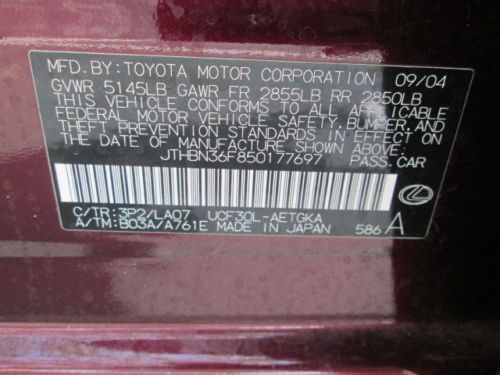 MFD.BY:TOYOTA MOTOR CORPORATION 09/04
GVWR 5145LB GAWR FR 2855LB RR 2850LB
THIS VEHICLE CONFORMS TO ALL APPLICABLE
FEDERAL MOTOR VEHICLE SAFETY,BUMPER,AND
THEFT PREVENTION STANDARDS IN EFFECT ON
THE DATE OF MANUFACTURE SHOWN ABOVE.
JTHBN36F850177697 PASS.CAR
C/TR:3P2/LA07 UCF30L-AETGKA
A/TM:B03A/A761E MADE IN JAPAN 586 A